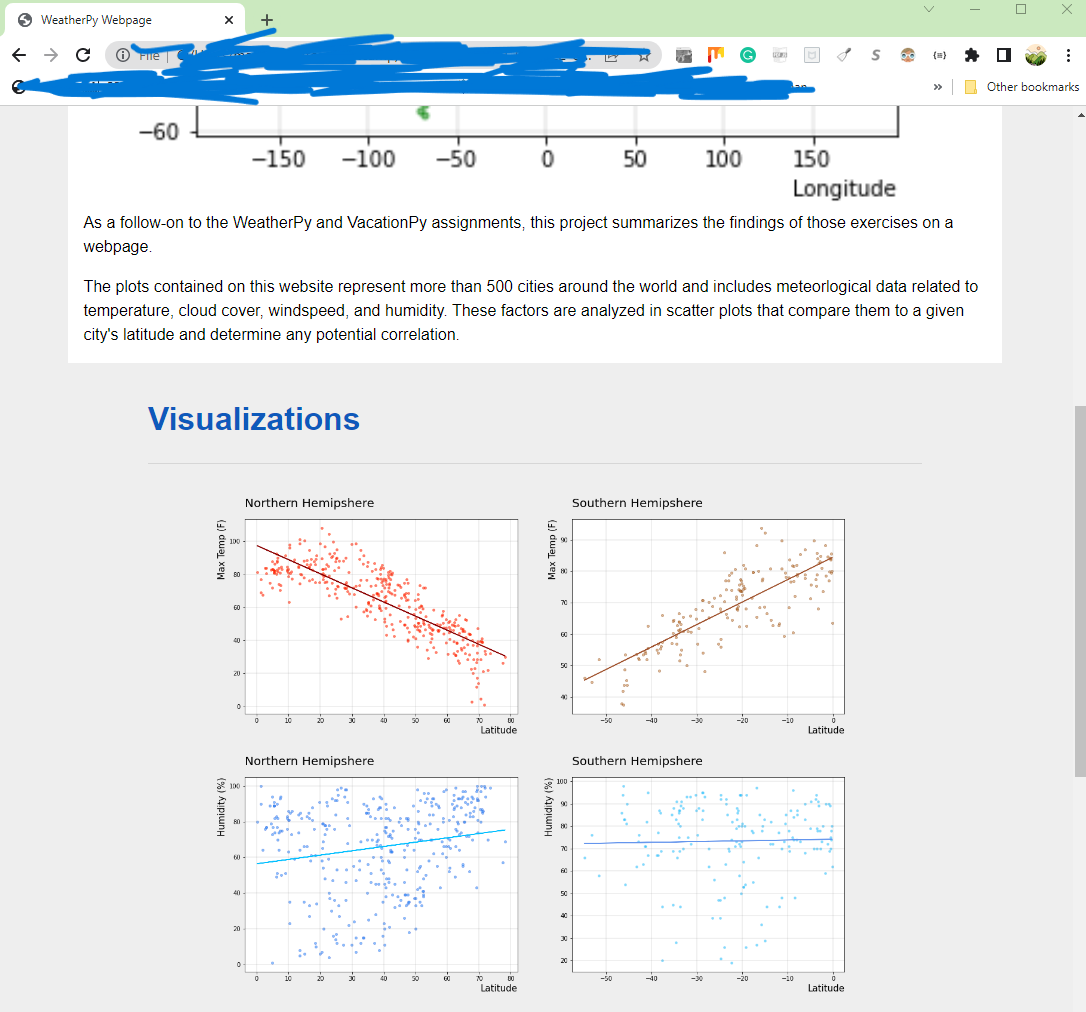 WeatherPy Webpage
File
Other bookmarks
−60
−150 −100 −50 0 50 100 150
Longitude
As a follow-on to the WeatherPy and VacationPy assignments, this project summarizes the findings of those exercises on a
webpage.
The plots contained on this website represent more than 500 cities around the world and includes meteorlogical data related to
temperature, cloud cover, windspeed, and humidity. These factors are analyzed in scatter plots that compare them to a given
city's latitude and determine any potential correlation.
Visualizations
Northern Hemipshere
Max Temp (F)
100
80
60
40
20
0
0 10 20 30 40 50 60 70 80
Latitude
Southern Hemipshere
Max Temp (F)
90
80
70
60
50
40
−50 −40 −30 −20 −10 0
Latitude
Northern Hemipshere
Humidity (%)
100
80
60
40
20
0
0 10 20 30 40 50 60 70 80
Latitude
Southern Hemipshere
Humidity (%)
100
90
80
70
60
50
40
30
20
−50 −40 −30 −20 −10 0
Latitude